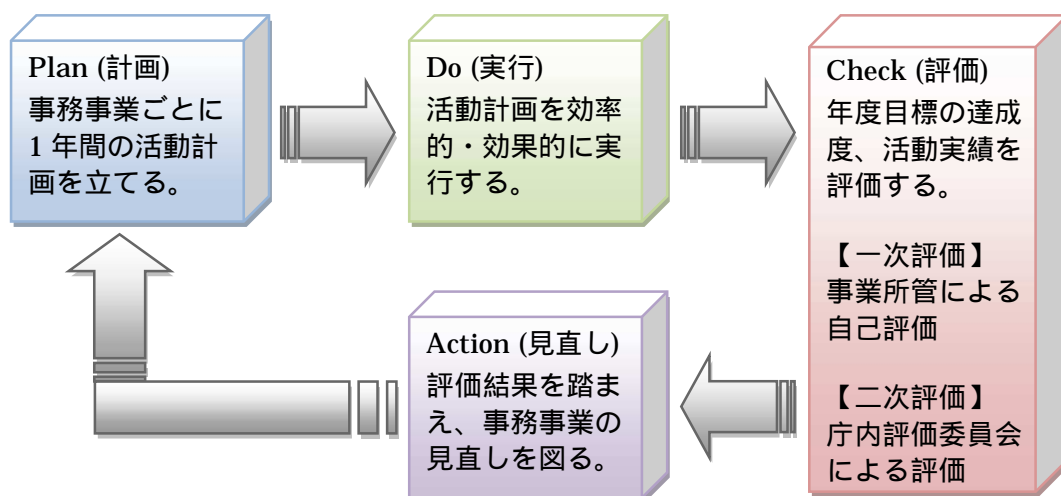 Plan (計画)
事務事業ごとに
1 年間の活動計
画を立てる。
Do (実行)
活動計画を効率
的・効果的に実
行する。
Check (評価)
年度目標の達成
度、活動実績を
評価する。
【一次評価】
事業所管による
自己評価
【二次評価】
庁内評価委員会
による評価
Action (見直し)
評価結果を踏ま
え、事務事業の
見直しを図る。